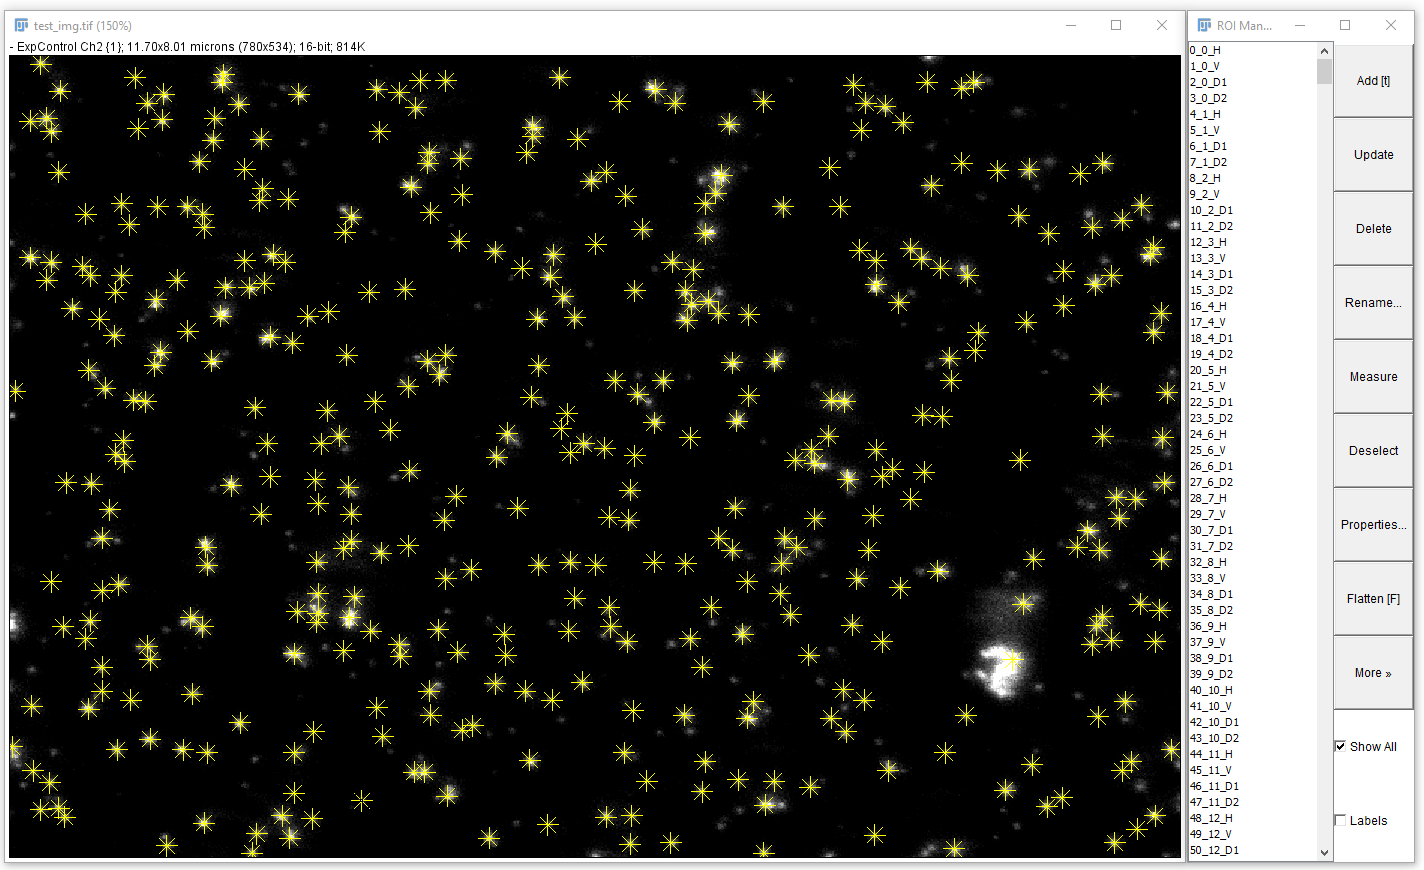 test_img.tif (150%)
- ExpControl Ch2 {1}; 11.70x8.01 microns (780x534); 16-bit; 814K
ROI Man...
0_0_H
1_0_V
2_0_D1
3_0_D2
4_1_H
5_1_V
6_1_D1
7_1_D2
8_2_H
9_2_V
10_2_D1
11_2_D2
12_3_H
13_3_V
14_3_D1
15_3_D2
16_4_H
17_4_V
18_4_D1
19_4_D2
20_5_H
21_5_V
22_5_D1
23_5_D2
24_6_H
25_6_V
26_6_D1
27_6_D2
28_7_H
29_7_V
30_7_D1
31_7_D2
32_8_H
33_8_V
34_8_D1
35_8_D2
36_9_H
37_9_V
38_9_D1
39_9_D2
40_10_H
41_10_V
42_10_D1
43_10_D2
44_11_H
45_11_V
46_11_D1
47_11_D2
48_12_H
49_12_V
50_12_D1
Add [t]
Update
Delete
Rename...
Measure
Deselect
Properties...
Flatten [F]
More »
Show All
Labels